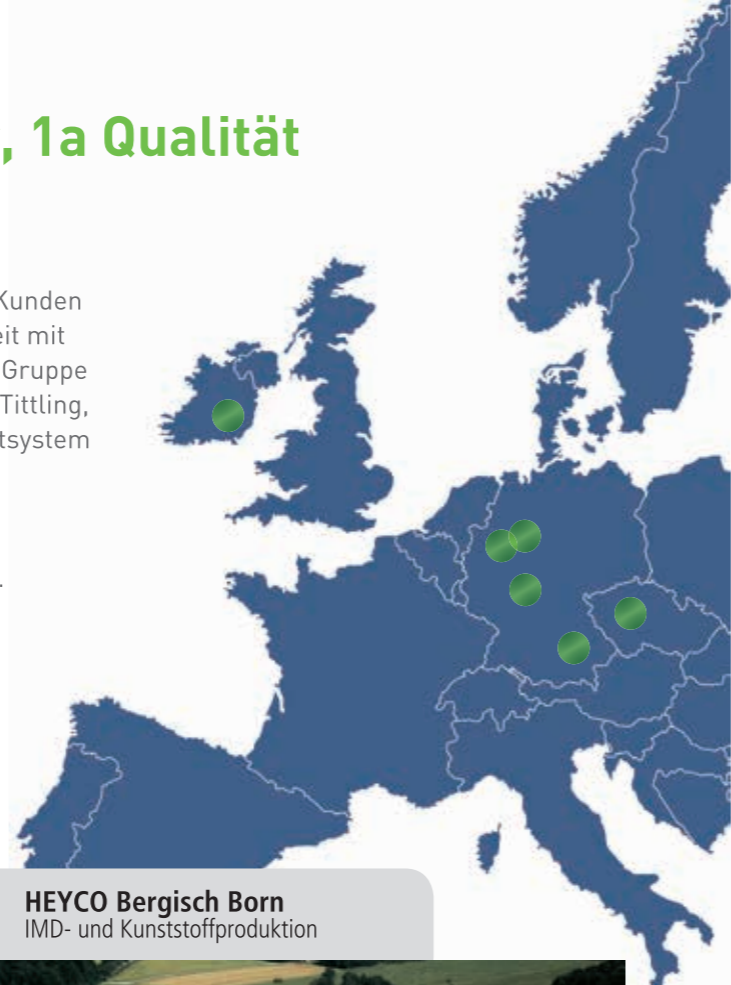 , 1a Qualität
Kunden
eit mit
Gruppe
Tittling,
tsystem
.
HEYCO Bergisch Born
IMD- und Kunststoffproduktion